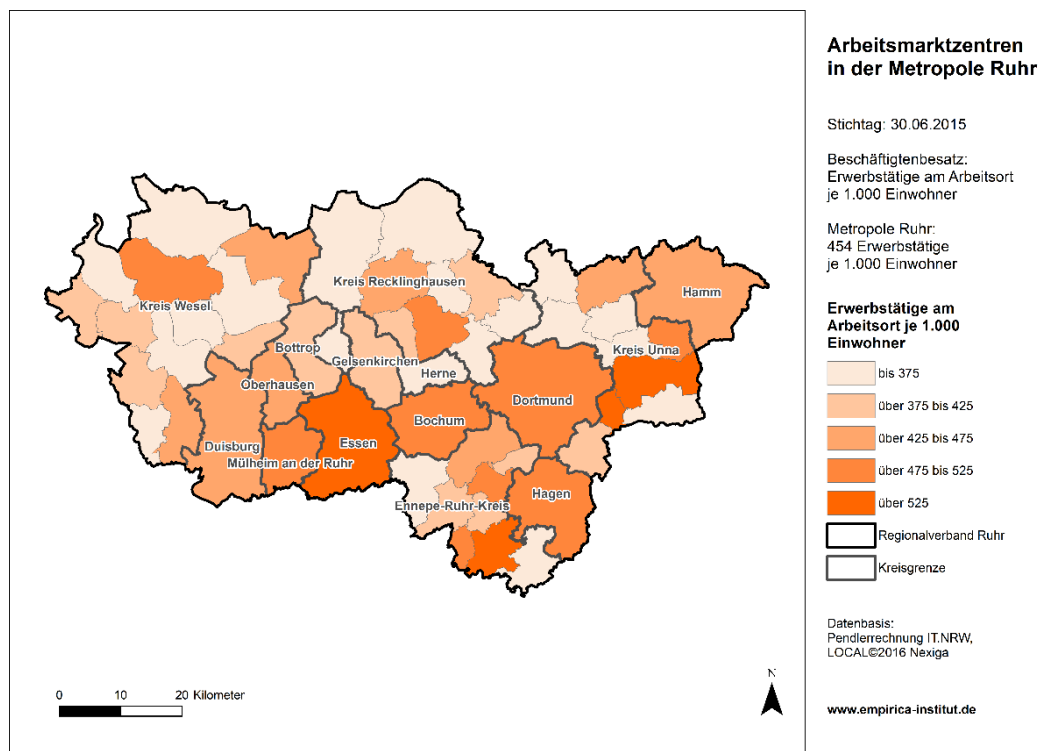 Arbeitsmarktzentren
in der Metropole Ruhr
Stichtag: 30.06.2015
Beschäftigtenbesatz:
Erwerbstätige am Arbeitsort
je 1.000 Einwohner
Metropole Ruhr:
454 Erwerbstätige
je 1.000 Einwohner
Erwerbstätige am
Arbeitsort je 1.000
Einwohner
bis 375
über 375 bis 425
über 425 bis 475
über 475 bis 525
über 525
Regionalverband Ruhr
Kreisgrenze
Datenbasis:
Pendlerrechnung IT.NRW,
LOCAL©2016 Nexiga
www.empirica-institut.de
Kreis Recklinghausen
Hamm
Kreis Wesel
Bottrop
Gelsenkirchen
Herne
Kreis Unna
Oberhausen
Dortmund
Bochum
Essen
Duisburg
Mülheim an der Ruhr
Hagen
Ennepe-Ruhr-Kreis
0 10 20 Kilometer
N